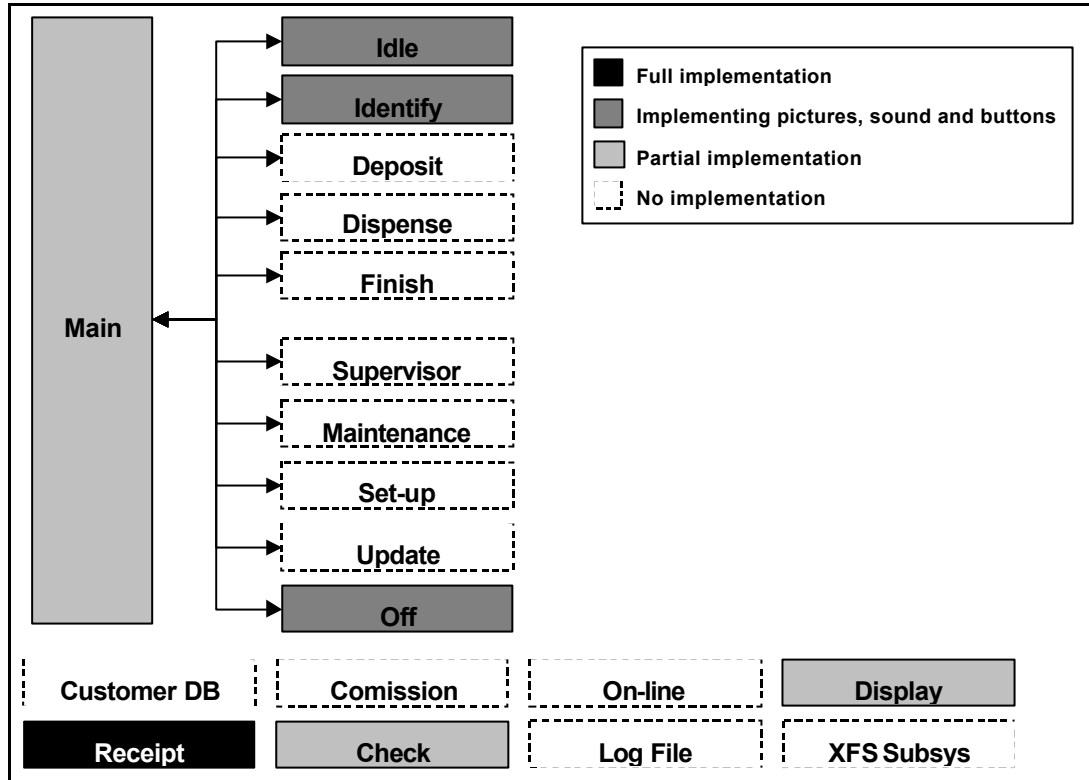 Idle
Identify
Deposit
Dispense
Finish
Main
Supervisor
Maintenance
Set-up
Update
Off
Full implementation
Implementing pictures, sound and buttons
Partial implementation
No implementation
Customer DB
Comission
On-line
Display
Receipt
Check
Log File
XFS Subsys